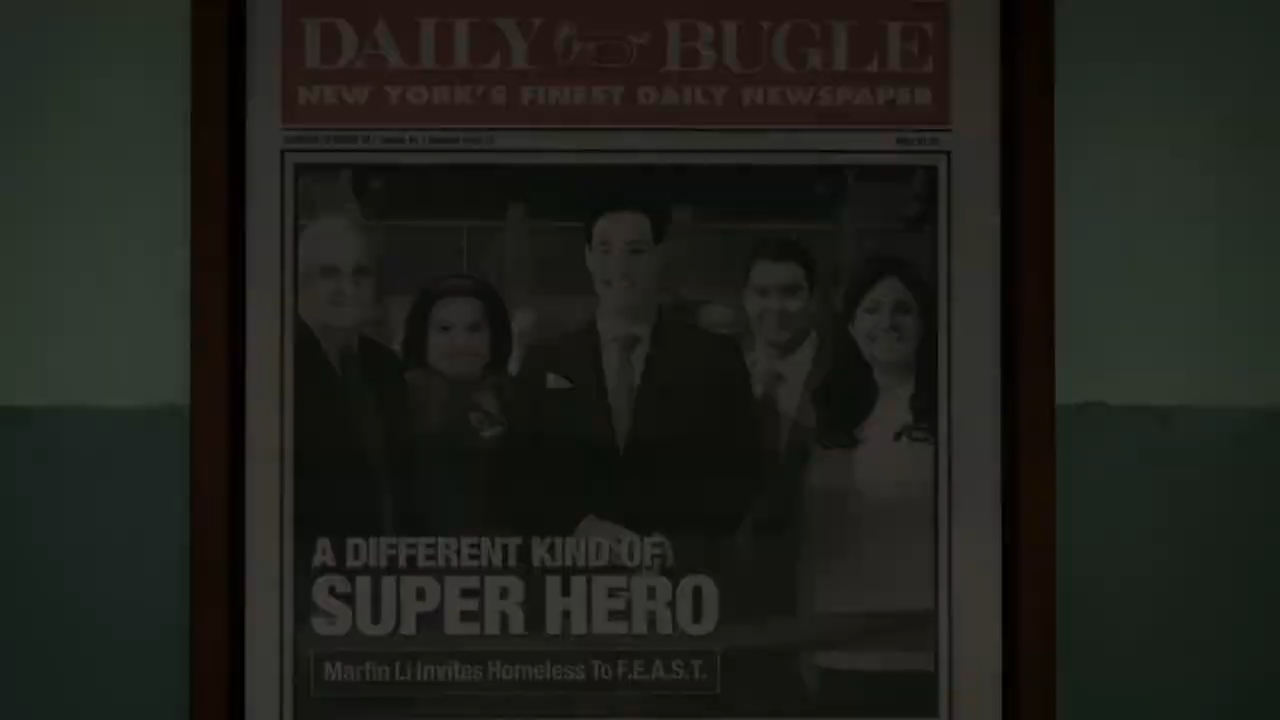 DAILY BUGLE
NEW YORK'S FINEST DAILY NEWSPAPER
A DIFFERENT KIND OF
SUPER HERO
Martin Li Invites Homeless To F.E.A.S.T.